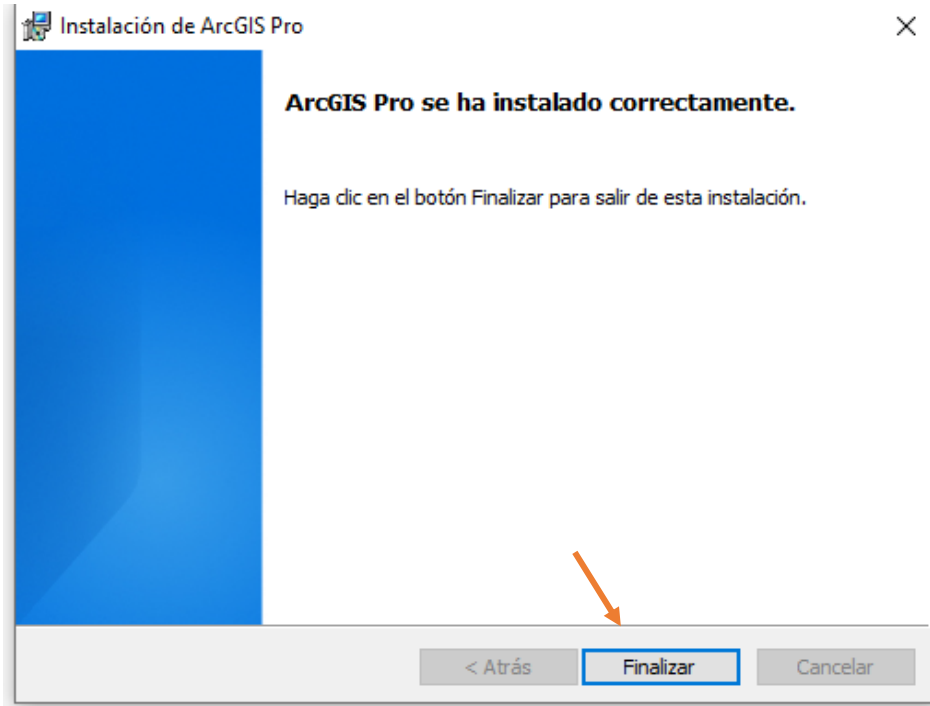 Instalación de ArcGIS Pro
ArcGIS Pro se ha instalado correctamente.
Haga clic en el botón Finalizar para salir de esta instalación.
< Atrás
Finalizar
Cancelar